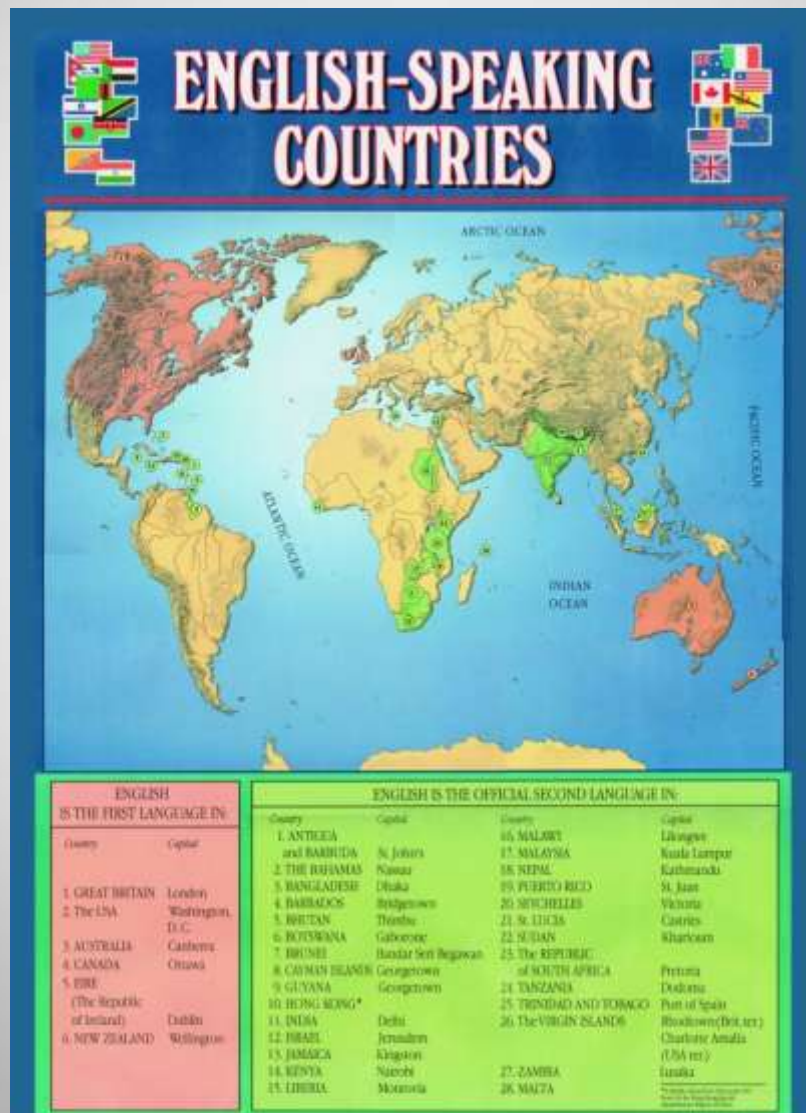 ENGLISH-SPEAKING
COUNTRIES
ARCTIC OCEAN
ATLANTIC OCEAN
PACIFIC OCEAN
INDIAN
OCEAN
ENGLISH
IS THE FIRST LANGUAGE IN:
Country Capital
1. GREAT BRITAIN London
2. The USA Washington,
D. C.
3. AUSTRALIA Canberra
4. CANADA Ottawa
5. EIRE
(The Republic
of Ireland) Dublin
6. NEW ZEALAND Wellington
ENGLISH IS THE OFFICIAL SECOND LANGUAGE IN:
Country Capital
1. ANTIGUA
and BARBUDA St. John's
2. THE BAHAMAS Nassau
3. BANGLADESH Dhaka
4. BARBADOS Bridgetown
5. BHUTAN Thimbu
6. BOTSWANA Gaborone
7. BRUNEI Bandar Seri Begawan
8. CAYMAN ISLANDS Georgetown
9. GUYANA Georgetown
10. HONG KONG*
11. INDIA Delhi
12. ISRAEL Jerusalem
13. JAMAICA Kingston
14. KENYA Nairobi
15. LIBERIA Monrovia
Country Capital
16. MALAWI Lilongwe
17. MALAYSIA Kuala Lumpur
18. NEPAL Kathmandu
19. PUERTO RICO St. Juan
20. SEYCHELLES Victoria
21. St. LUCIA Castries
22. SUDAN Khartoum
23. The REPUBLIC
of SOUTH AFRICA Pretoria
24. TANZANIA Dodoma
25. TRINIDAD AND TOBAGO Port of Spain
26. The VIRGIN ISLANDS (Brit. ter.)
Charlotte Amalia
(USA ter.)
27. ZAMBIA Lusaka
28. MALTA